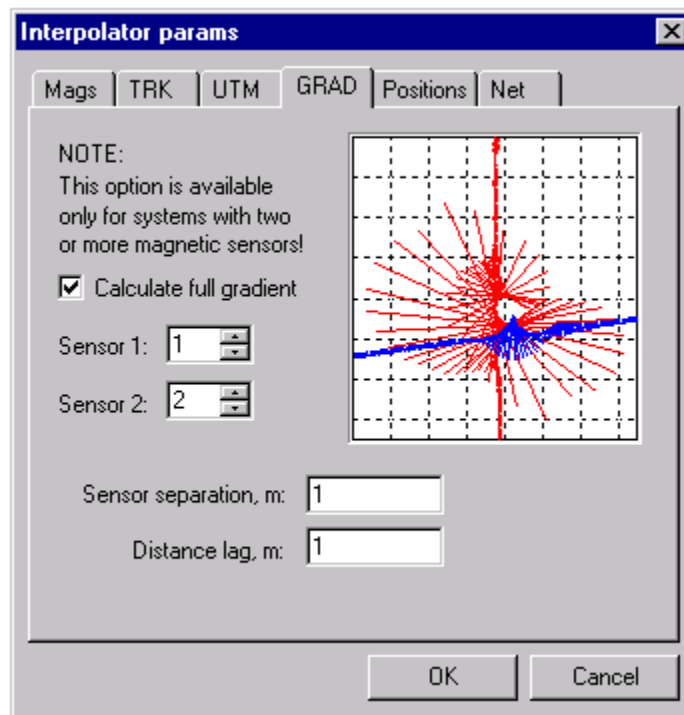 Interpolator params
Mags TRK UTM GRAD Positions Net
NOTE:
This option is available
only for systems with two
or more magnetic sensors!
Calculate full gradient
Sensor 1: 1
Sensor 2: 2
Sensor separation, m: 1
Distance lag, m: 1
OK Cancel